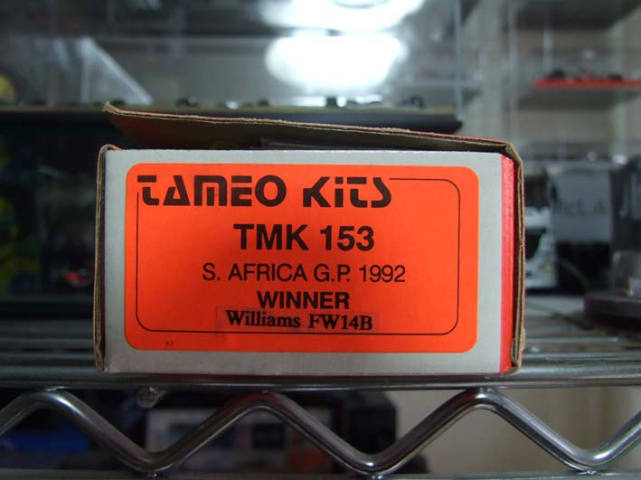 TAMEO KITS
TMK 153
S. AFRICA G.P. 1992
WINNER
Williams FW14B